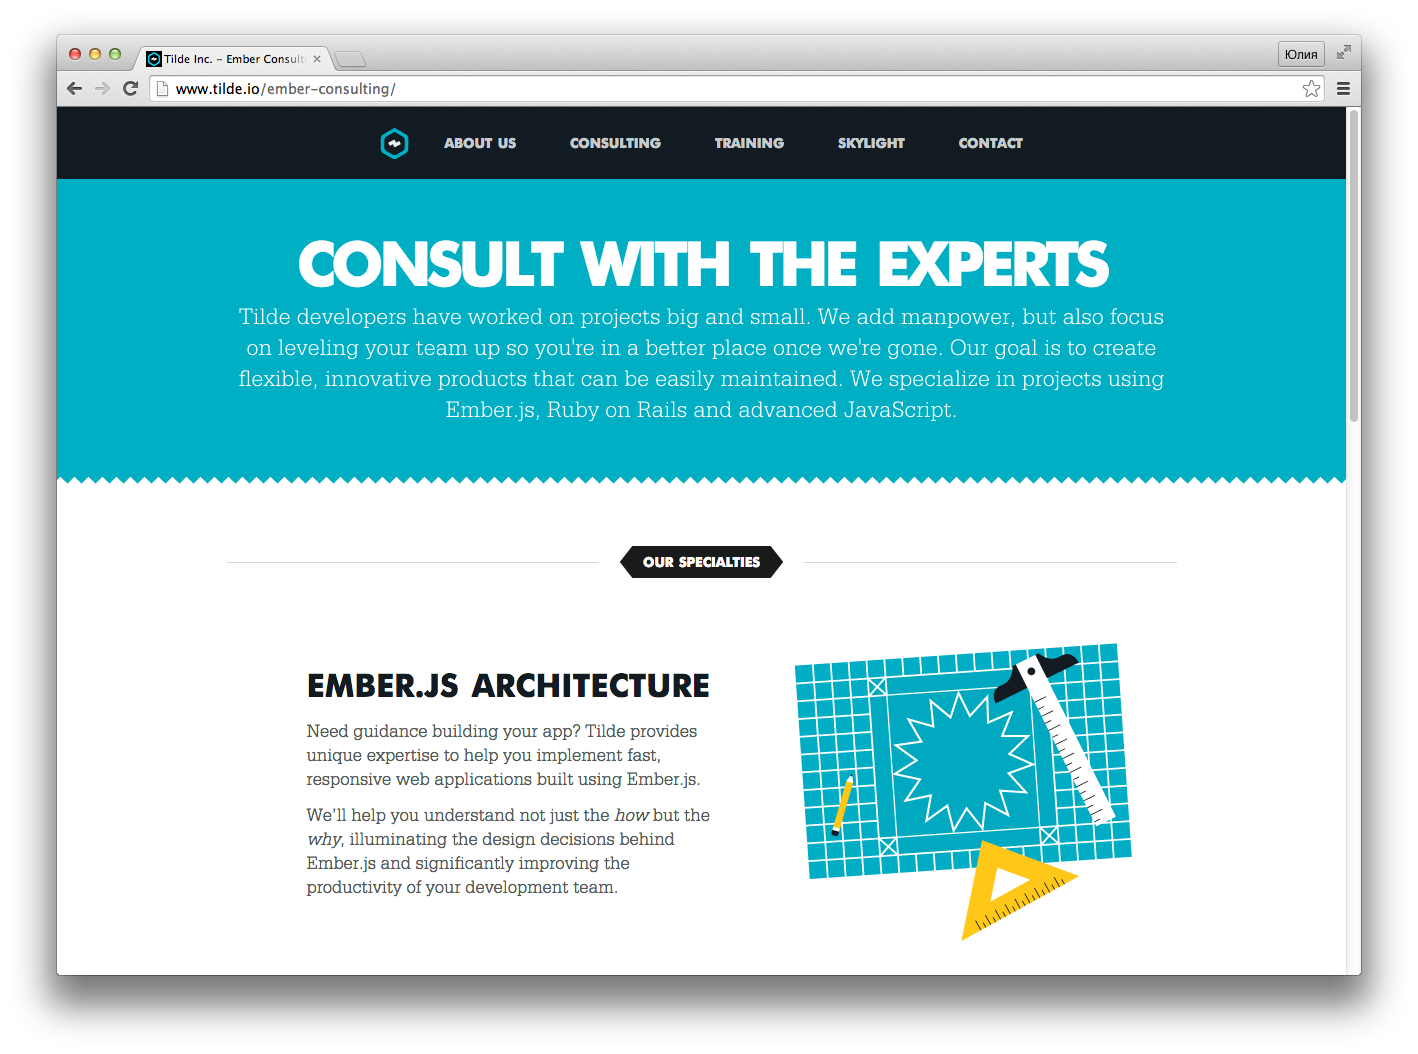 Tilde Inc. – Ember Consulti
Юлия
www.tilde.io/ember-consulting/
ABOUT US CONSULTING TRAINING SKYLIGHT CONTACT
CONSULT WITH THE EXPERTS
Tilde developers have worked on projects big and small. We add manpower, but also focus
on leveling your team up so you're in a better place once we're gone. Our goal is to create
flexible, innovative products that can be easily maintained. We specialize in projects using
Ember.js, Ruby on Rails and advanced JavaScript.
OUR SPECIALTIES
EMBER.JS ARCHITECTURE
Need guidance building your app? Tilde provides
unique expertise to help you implement fast,
responsive web applications built using Ember.js.
We’ll help you understand not just the how but the
why, illuminating the design decisions behind
Ember.js and significantly improving the
productivity of your development team.